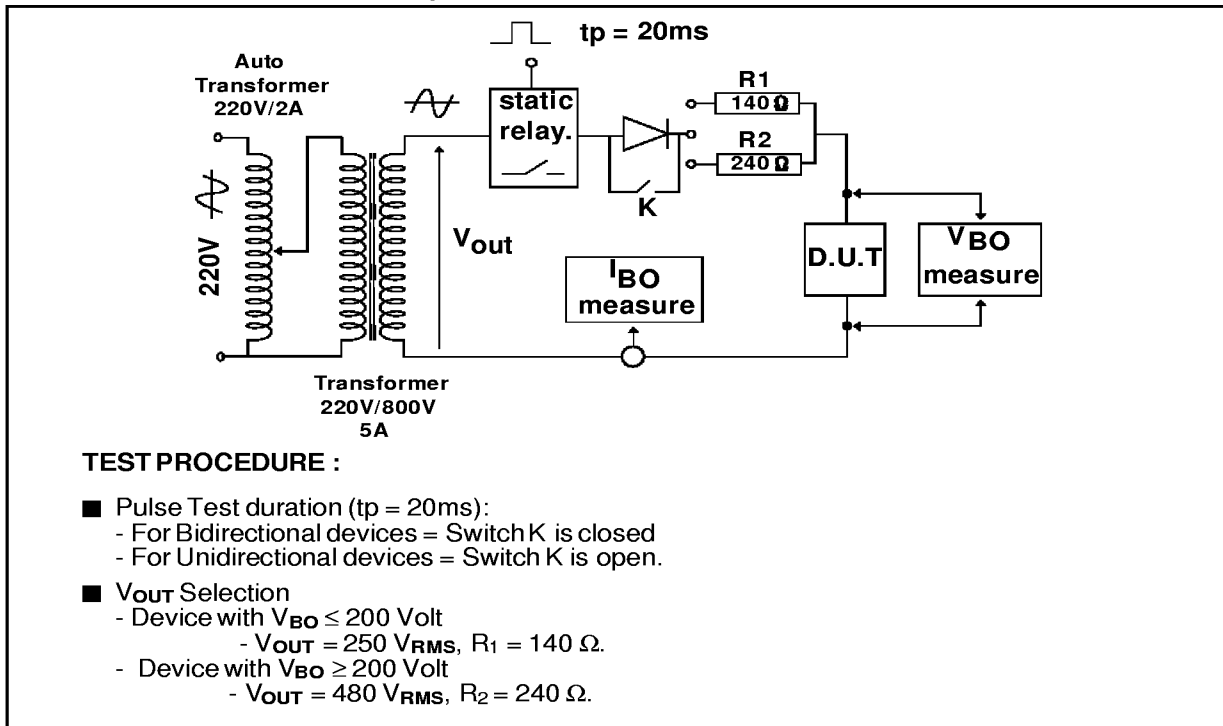 tp = 20ms
Auto
Transformer
220V/2A
static
relay.
R1
140 Ω
R2
240 Ω
K
220V
Vout
IBO
measure
D.U.T
VBO
measure
Transformer
220V/800V
5A
TEST PROCEDURE :
■ Pulse Test duration (tp = 20ms):
- For Bidirectional devices = Switch K is closed
- For Unidirectional devices = Switch K is open.
■ VOUT Selection
- Device with VBO ≤ 200 Volt
- VOUT = 250 VRMS, R1 = 140 Ω.
- Device with VBO ≥ 200 Volt
- VOUT = 480 VRMS, R2 = 240 Ω.